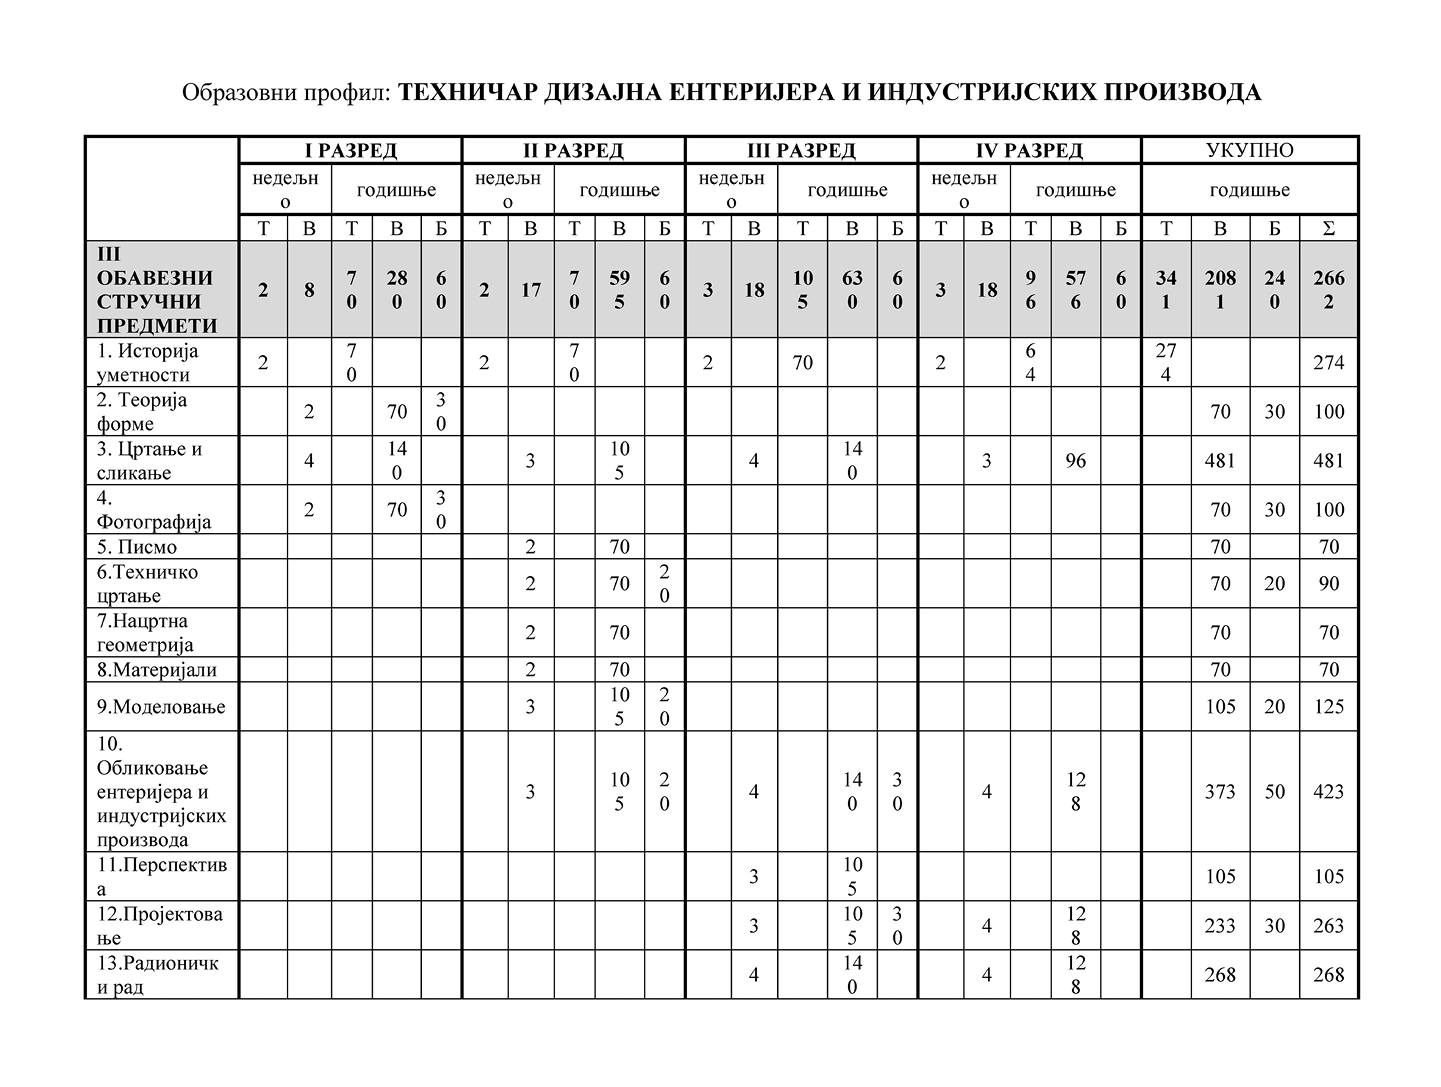 Образовни профил: ТЕХНИЧАР ДИЗАЈНА ЕНТЕРИЈЕРА И ИНДУСТРИЈСКИХ ПРОИЗВОДА
I РАЗРЕД II РАЗРЕД III РАЗРЕД IV РАЗРЕД УКУПНО
недељно годишње недељно годишње недељно годишње недељно годишње годишње
Т В Т В Б Т В Т В Б Т В Т В Б Т В Т В Б Т В Б Σ
III ОБАВЕЗНИ СТРУЧНИ ПРЕДМЕТИ 2 8 70 280 60 2 17 70 595 60 3 18 105 630 60 3 18 96 576 60 341 2081 240 2662
1. Историја уметности 2 70 2 70 2 70 2 64 274 274
2. Теорија форме 2 70 30 70 30 100
3. Цртање и сликање 4 140 3 105 4 140 3 96 481 481
4. Фотографија 2 70 30 70 30 100
5. Писмо 2 70 70 70
6.Техничко цртање 2 70 20 70 20 90
7.Нацртна геометрија 2 70 70 70
8.Материјали 2 70 70 70
9.Моделовање 3 105 20 105 20 125
10. Обликовање ентеријера и индустријских производа 3 105 20 4 140 30 4 128 373 50 423
11.Перспектива 3 105 105 105
12.Пројектовање 3 105 30 4 128 233 30 263
13.Радионички рад 4 140 4 128 268 268